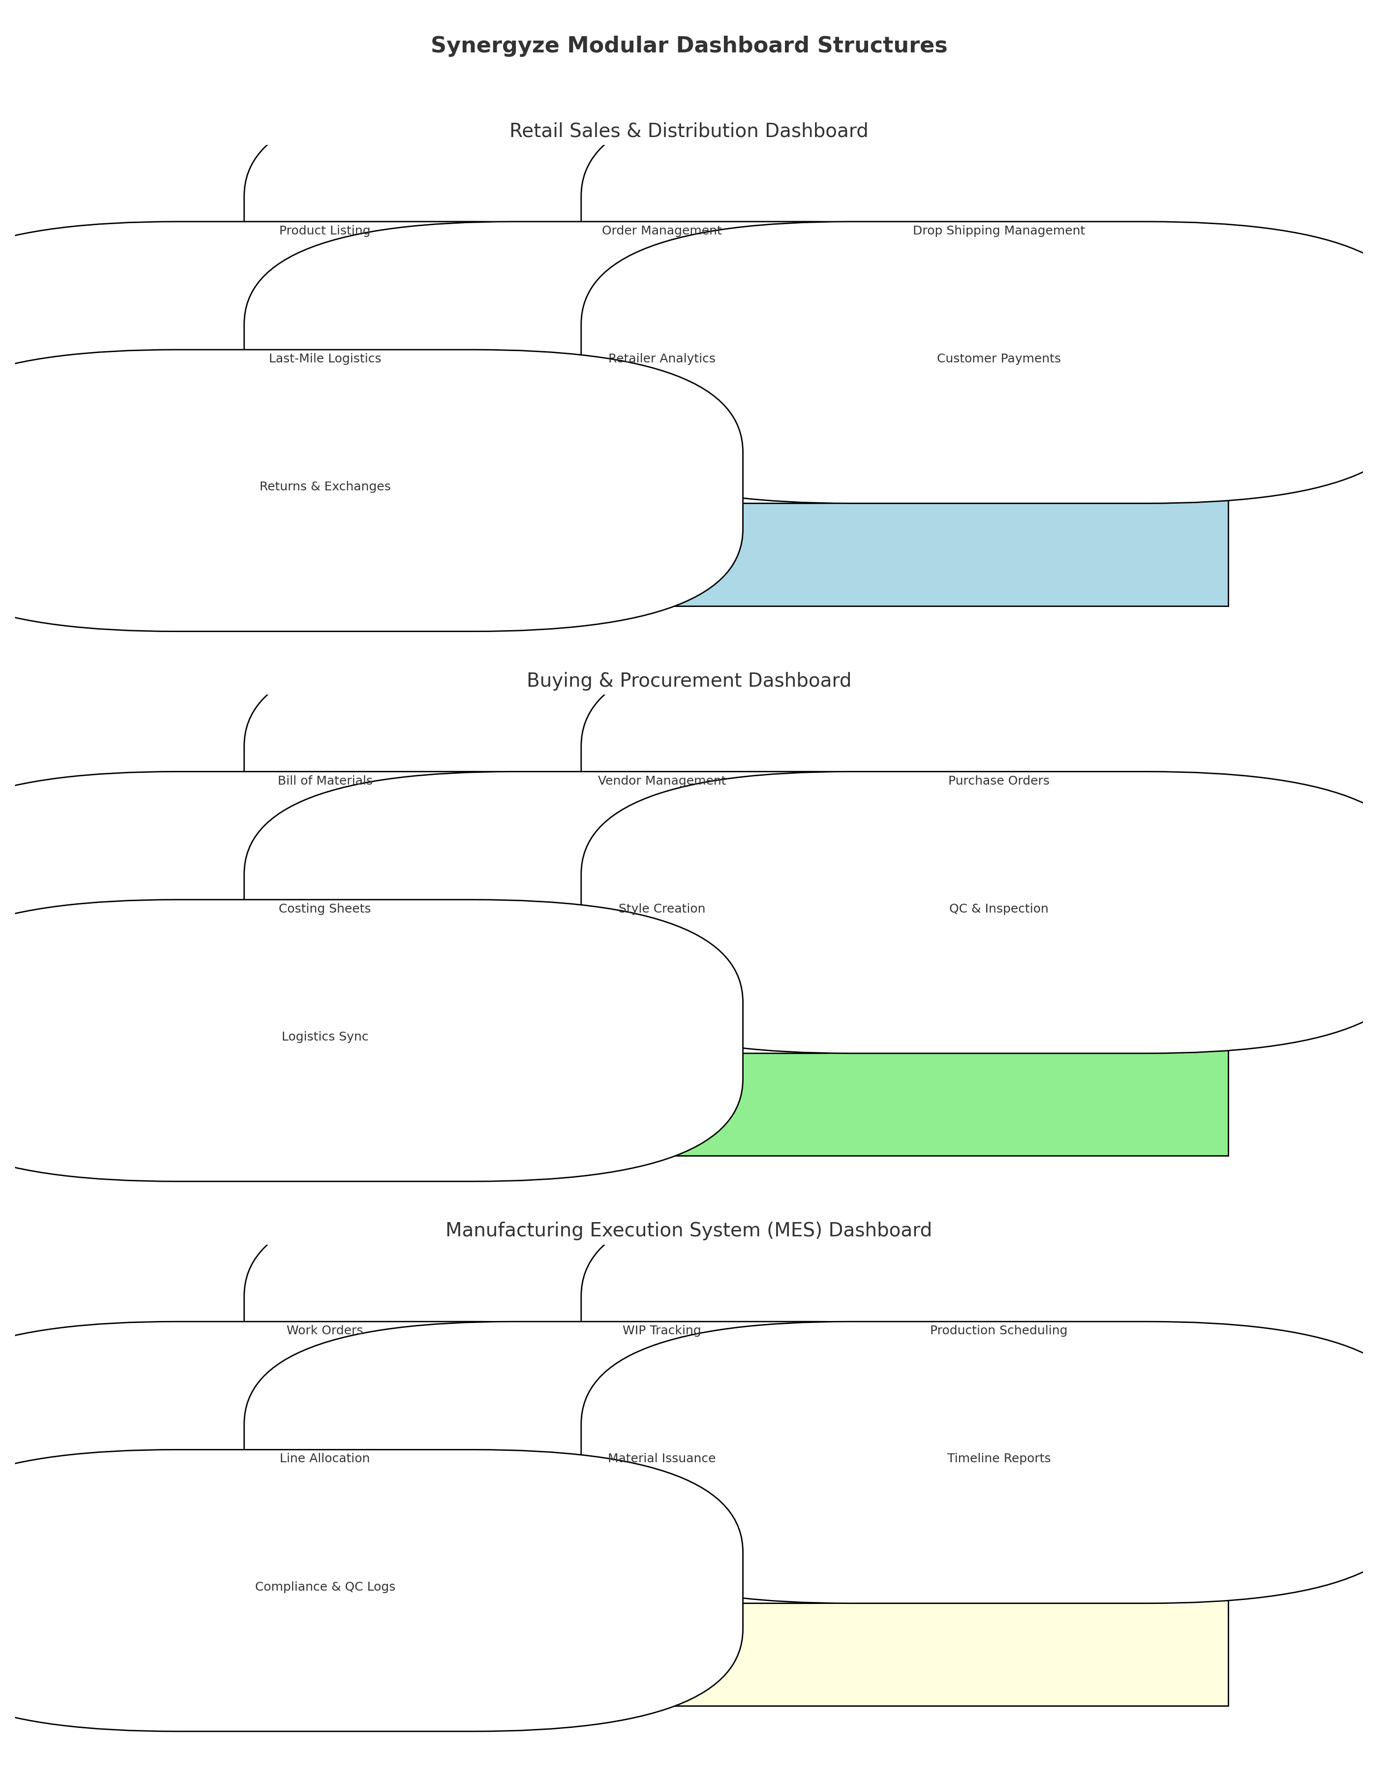 Synergyze Modular Dashboard Structures
Retail Sales & Distribution Dashboard
Product Listing
Order Management
Drop Shipping Management
Last-Mile Logistics
Retailer Analytics
Customer Payments
Returns & Exchanges
Buying & Procurement Dashboard
Bill of Materials
Vendor Management
Purchase Orders
Costing Sheets
Style Creation
QC & Inspection
Logistics Sync
Manufacturing Execution System (MES) Dashboard
Work Orders
WIP Tracking
Production Scheduling
Line Allocation
Material Issuance
Timeline Reports
Compliance & QC Logs